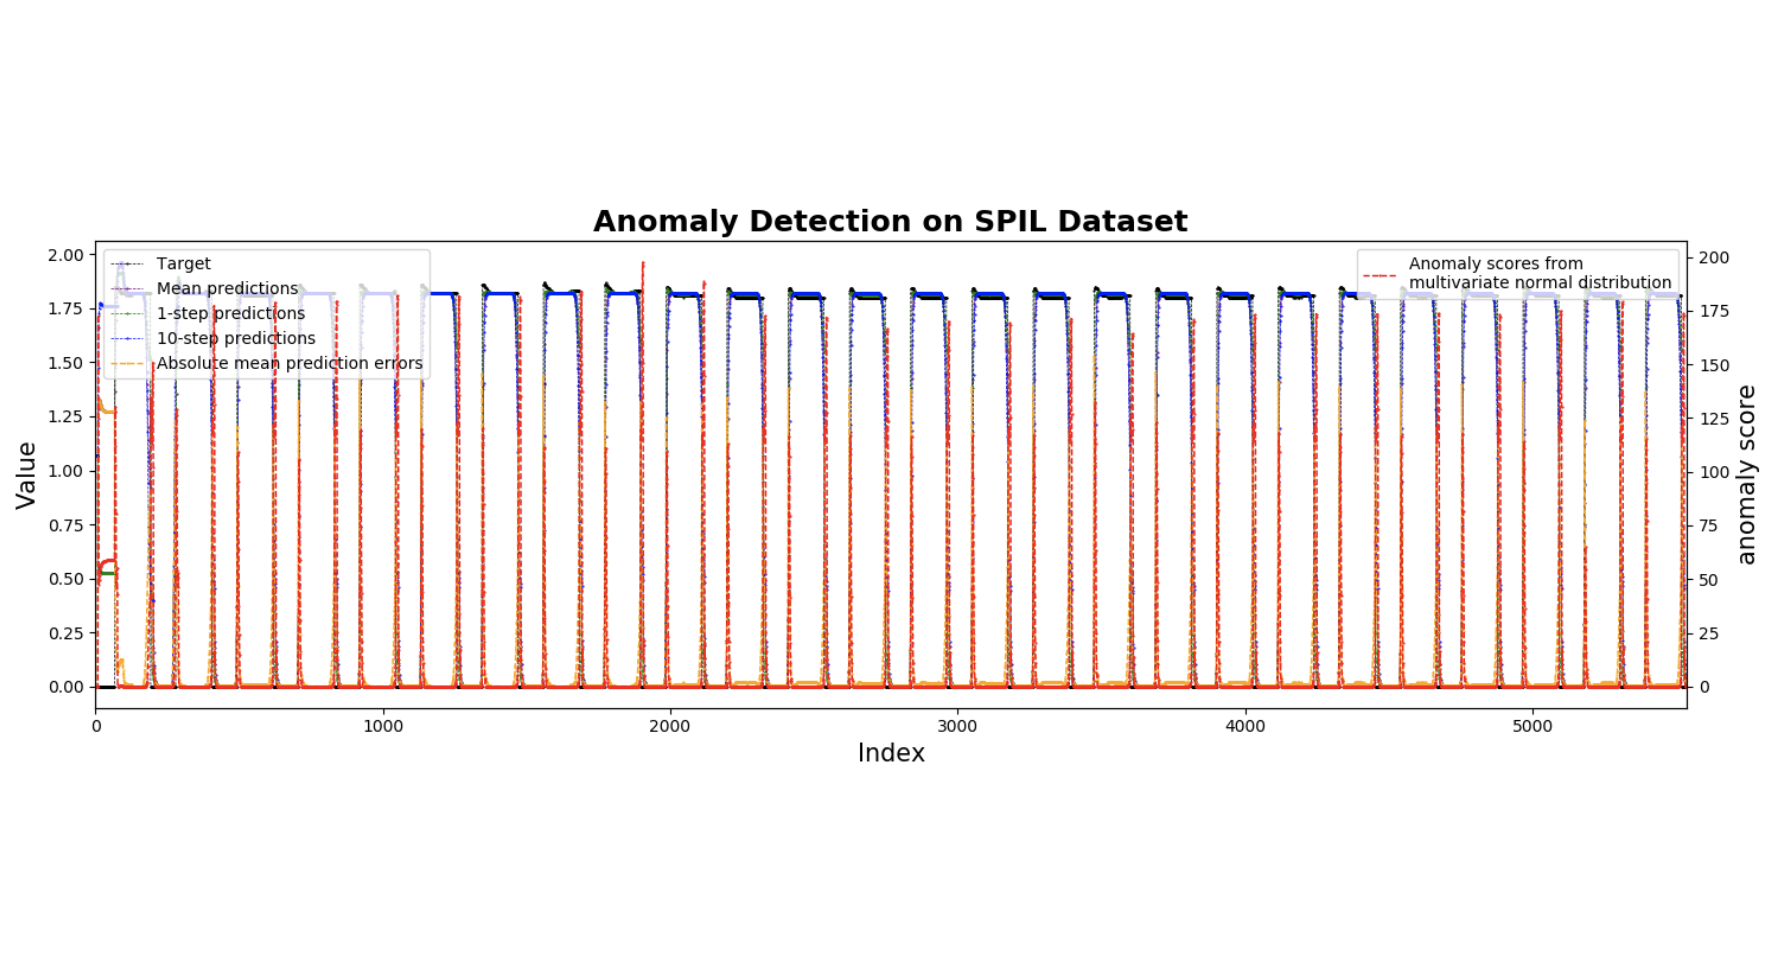 Anomaly Detection on SPIL Dataset
2.00
1.75
1.50
1.25
1.00
0.75
0.50
0.25
0.00
Value
Target
Mean predictions
1-step predictions
10-step predictions
Absolute mean prediction errors
Anomaly scores from
multivariate normal distribution
200
175
150
125
100
75
50
25
0
anomaly score
0
1000
2000
3000
4000
5000
Index